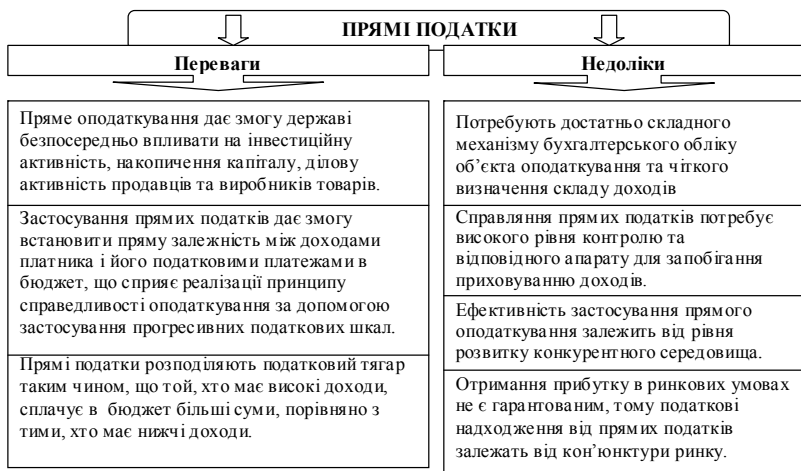 ПРЯМІ ПОДАТКИ
Переваги
Пряме оподаткування дає змогу державі
безпосередньо впливати на інвестиційну
активність, накопичення капіталу, ділову
активність продавців та виробників товарів.
Застосування прямих податків дає змогу
встановити пряму залежність між доходами
платника і його податковими платежами в
бюджет, що сприяє реалізації принципу
справедливості оподаткування за допомогою
застосування прогресивних податкових шкал.
Прямі податки розподіляють податковий тягар
таким чином, що той, хто має високі доходи,
сплачує в бюджет більші суми, порівняно з
тими, хто має нижчі доходи.
Недоліки
Потребують достатньо складного
механізму бухгалтерського обліку
об’єкта оподаткування та чіткого
визначення складу доходів
Справляння прямих податків потребує
високого рівня контролю та
відповідного апарату для запобігання
приховуванню доходів.
Ефективність застосування прямого
оподаткування залежить від рівня
розвитку конкурентного середовища.
Отримання прибутку в ринкових умовах
не є гарантованим, тому податкові
надходження від прямих податків
залежать від кон’юнктури ринку.